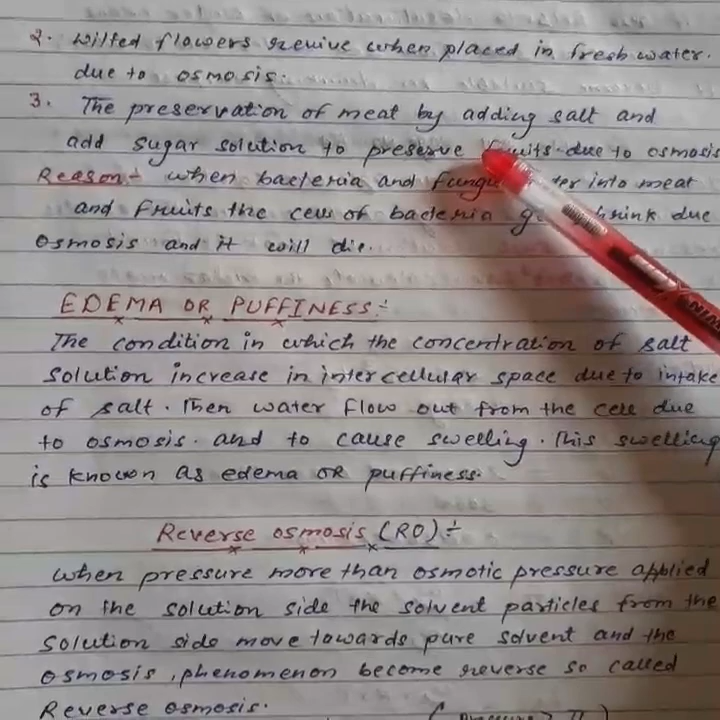 2. Wilted flowers revive when placed in fresh water.
due to osmosis.
3. The preservation of meat by adding salt and
add sugar solution to preserve fruits due to osmosis
Reason:- when bacteria and fungu into meat
and fruits the cell of bacteria due
osmosis and it will die.
EDEMA OR PUFFINESS:-
The condition in which the concentration of salt
solution increase in intercellular space due to intake
of salt. Then water flow out from the cell due
to osmosis. and to cause swelling. This swelling
is known as edema OR puffiness.
Reverse osmosis (RO):-
when pressure more than osmotic pressure applied
on the solution side the solvent particles from the
solution side move towards pure solvent and the
osmosis, phenomenon become reverse so called
Reverse osmosis.